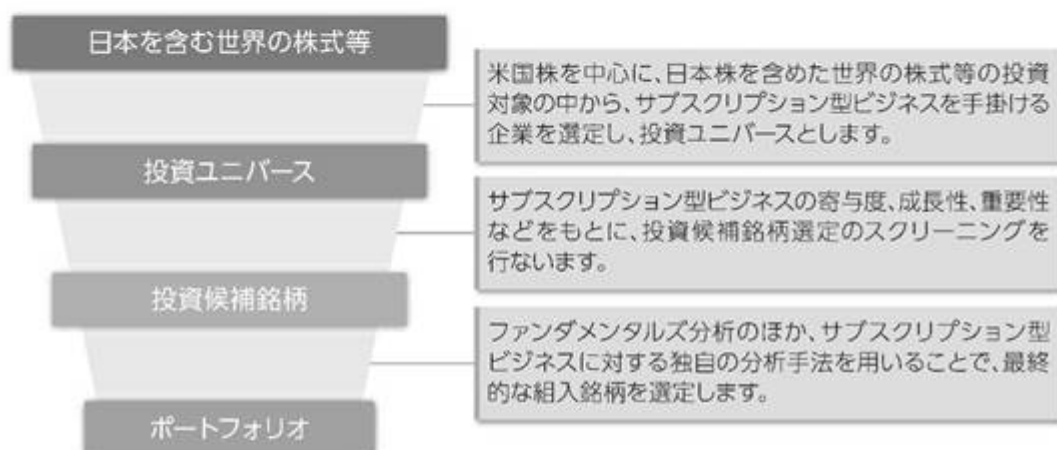 日本を含む世界の株式等
米国株を中心に、日本株を含めた世界の株式等の投資
対象の中から、サブスクリプション型ビジネスを手掛ける
企業を選定し、投資ユニバースとします。
投資ユニバース
サブスクリプション型ビジネスの寄与度、成長性、重要性
などをもとに、投資候補銘柄選定のスクリーニングを
行ないます。
投資候補銘柄
ファンダメンタルズ分析のほか、サブスクリプション型
ビジネスに対する独自の分析手法を用いることで、最終
的な組入銘柄を選定します。
ポートフォリオ